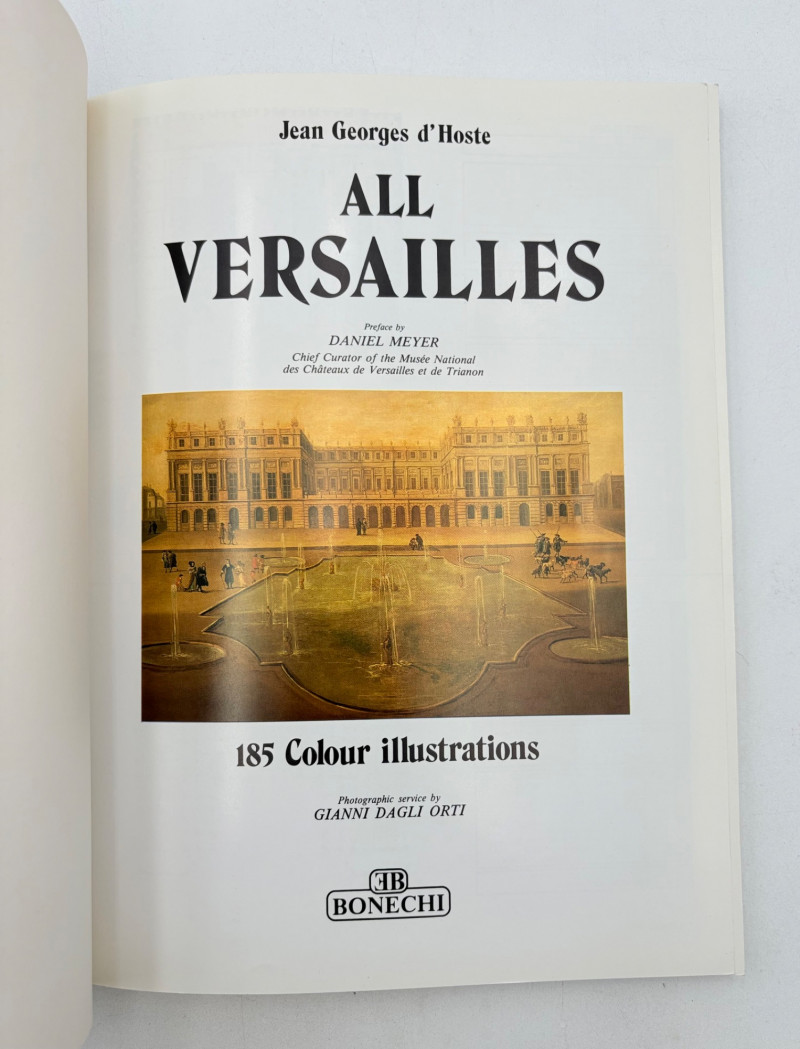 Jean Georges d'Hoste
ALL
VERSAILLES
Preface by
DANIEL MEYER
Chief Curator of the Musée National
des Châteaux de Versailles et de Trianon
185 Colour illustrations
Photographic service by
GIANNI DAGLI ORTI
EB
BONECHI